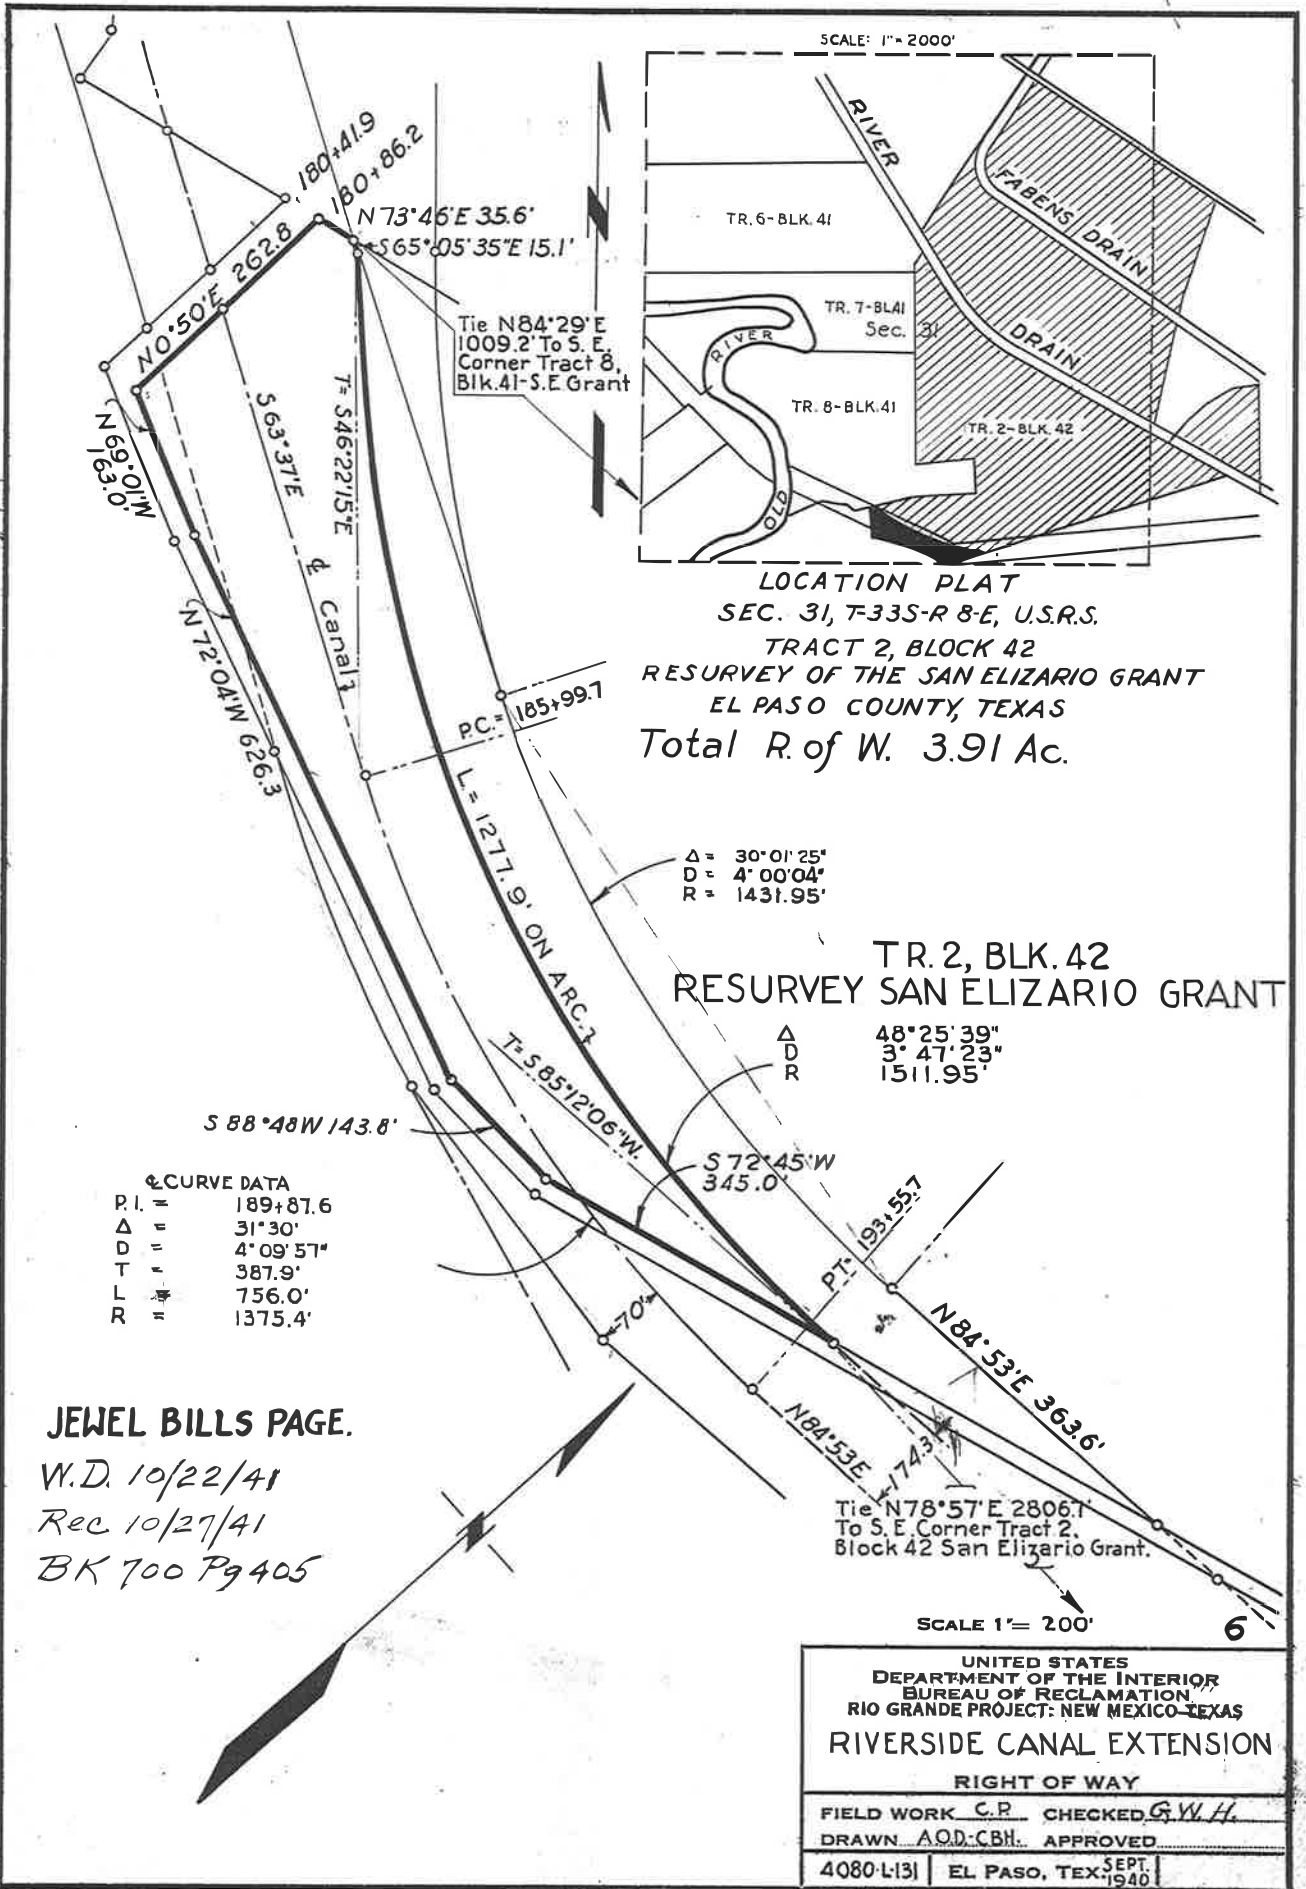 SCALE: 1"= 2000'
RIVER
FABENS DRAIN
TR. 6-BLK. 41
TR. 7-BL41
Sec. 31
RIVER
DRAIN
TR. 8-BLK. 41
TR. 2-BLK. 42
OLD
LOCATION PLAT
SEC. 31, T-33S-R 8-E, U.S.R.S.
TRACT 2, BLOCK 42
RESURVEY OF THE SAN ELIZARIO GRANT
EL PASO COUNTY, TEXAS
Total R. of W. 3.91 Ac.
180+41.9
180+86.2
N 73°46'E 35.6'
S65°05'35"E 15.1'
N0°50'E 262.8
N
Tie N84°29'E
1009.2' To S. E.
Corner Tract 8,
Blk. 41-S.E Grant
N 69°01'W
163.0'
S 63°37'E
℄ Canal
T= S46°22'15"E
N 72°04'W 626.3
P.C.= 185+99.7
L = 1277.9' ON ARC.
Δ = 30°01'25"
D = 4°00'04"
R = 1431.95'
TR. 2, BLK. 42
RESURVEY SAN ELIZARIO GRANT
Δ 48°25'39"
D 3°47'23"
R 1511.95'
T= S 85°12'06"W.
S 88°48W 143.8'
S 72°45'W
345.0'
℄ CURVE DATA
P.I. = 189+87.6
Δ = 31°30'
D = 4°09'57"
T = 387.9'
L = 756.0'
R = 1375.4'
P.T. 193+55.7
70'
N84°53'E 363.6'
N84°53E
174.3
JEWEL BILLS PAGE.
W.D. 10/22/41
Rec 10/27/41
BK 700 Pg 405
Tie N78°57'E 2806.7'
To S. E. Corner Tract 2,
Block 42 San Elizario Grant.
SCALE 1"= 200'
6
UNITED STATES
DEPARTMENT OF THE INTERIOR
BUREAU OF RECLAMATION
RIO GRANDE PROJECT: NEW MEXICO-TEXAS
RIVERSIDE CANAL EXTENSION
RIGHT OF WAY
FIELD WORK C.P. CHECKED G.W.H.
DRAWN A.O.D.-CBH. APPROVED
4080-L-131 EL PASO, TEX. SEPT. 1940